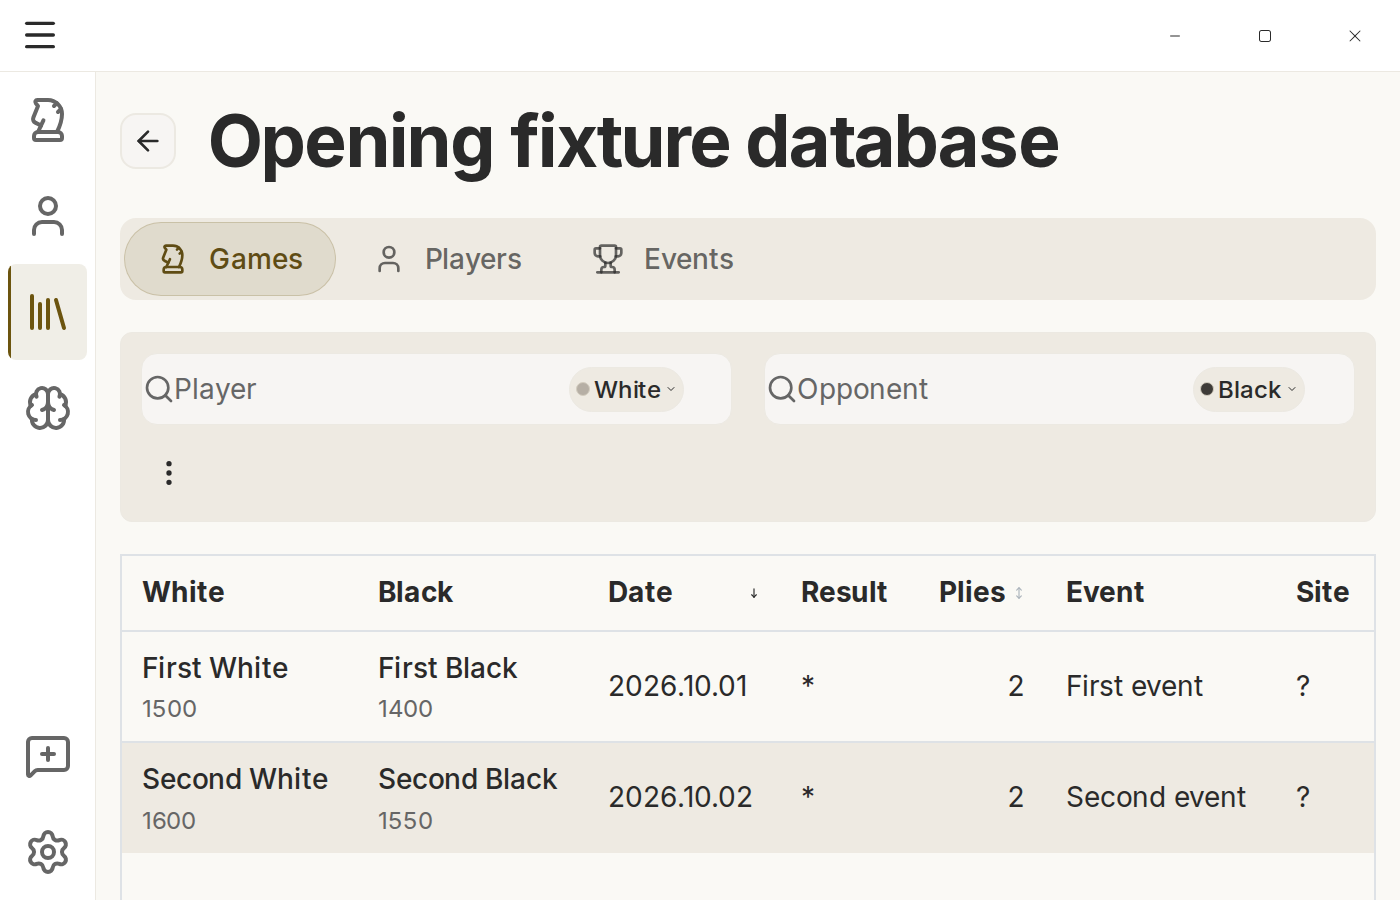 Opening fixture database
Games Players Events
Player White Opponent Black
White Black Date Result Plies Event Site
First White First Black 2026.10.01 * 2 First event ?
1500 1400
Second White Second Black 2026.10.02 * 2 Second event ?
1600 1550